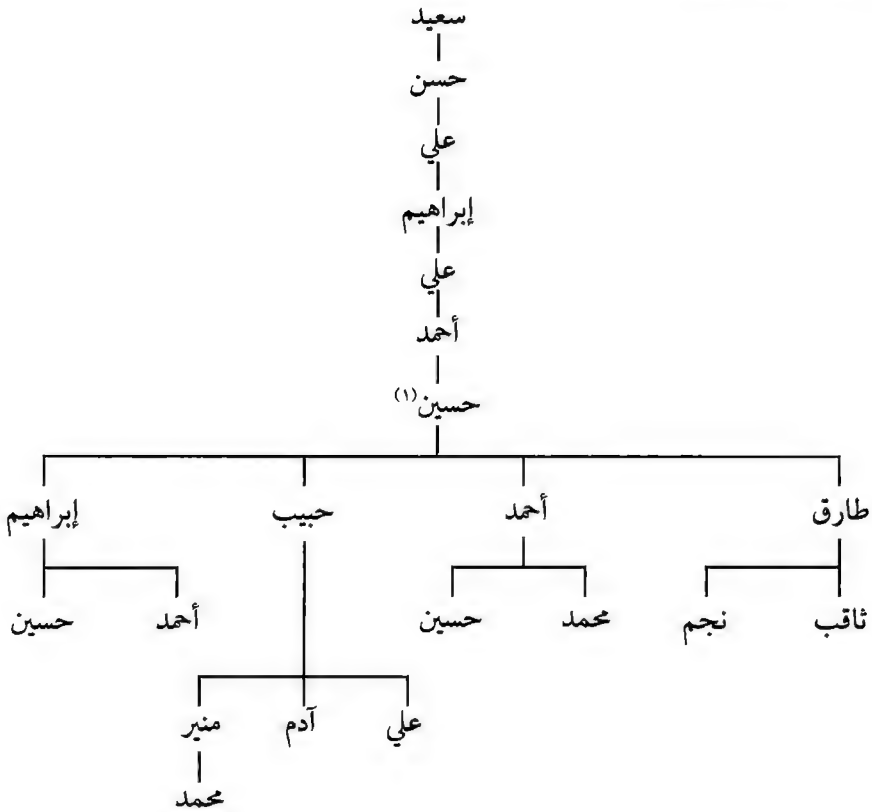 سعيد
حسن
علي
إبراهيم
علي
أحمد
حسين (١)
طارق أحمد حبيب إبراهيم
ثاقب نجم محمد حسين أحمد حسين
علي آدم منير
محمد